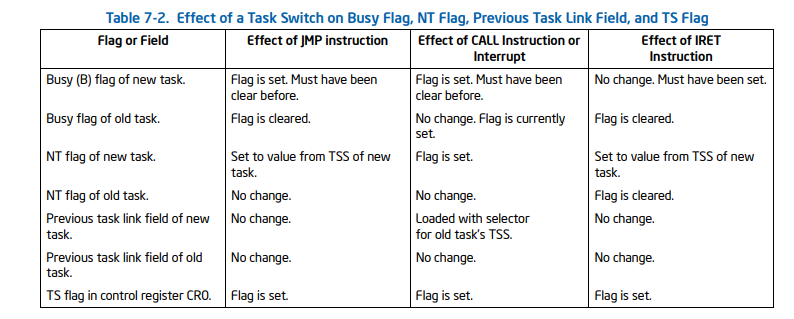 Table 7-2. Effect of a Task Switch on Busy Flag, NT Flag, Previous Task Link Field, and TS Flag
Flag or Field Effect of JMP instruction Effect of CALL Instruction or Interrupt Effect of IRET Instruction
Busy (B) flag of new task. Flag is set. Must have been clear before. Flag is set. Must have been clear before. No change. Must have been set.
Busy flag of old task. Flag is cleared. No change. Flag is currently set. Flag is cleared.
NT flag of new task. Set to value from TSS of new task. Flag is set. Set to value from TSS of new task.
NT flag of old task. No change. No change. Flag is cleared.
Previous task link field of new task. No change. Loaded with selector for old task's TSS. No change.
Previous task link field of old task. No change. No change. No change.
TS flag in control register CR0. Flag is set. Flag is set. Flag is set.